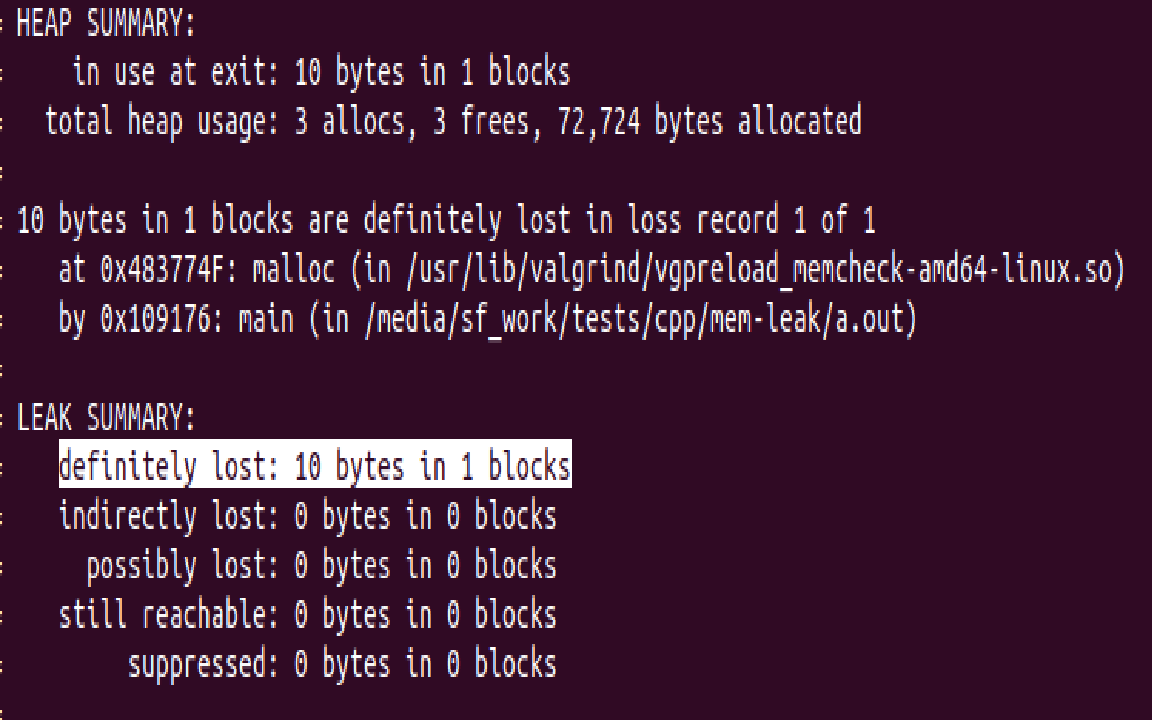 = HEAP SUMMARY:
=     in use at exit: 10 bytes in 1 blocks
=   total heap usage: 3 allocs, 3 frees, 72,724 bytes allocated
=
= 10 bytes in 1 blocks are definitely lost in loss record 1 of 1
=    at 0x483774F: malloc (in /usr/lib/valgrind/vgpreload_memcheck-amd64-linux.so)
=    by 0x109176: main (in /media/sf_work/tests/cpp/mem-leak/a.out)
=
= LEAK SUMMARY:
=    definitely lost: 10 bytes in 1 blocks
=    indirectly lost: 0 bytes in 0 blocks
=      possibly lost: 0 bytes in 0 blocks
=    still reachable: 0 bytes in 0 blocks
=         suppressed: 0 bytes in 0 blocks
=